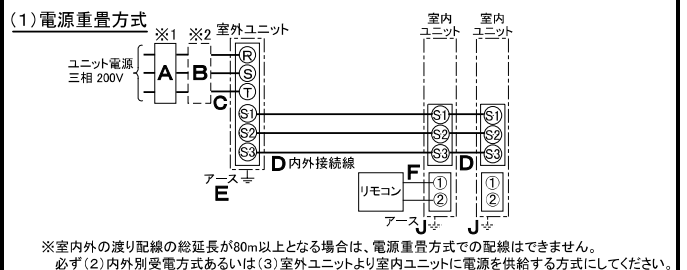 (1)電源重畳方式
※1 ※2 室外ユニット 室内ユニット 室内ユニット
ユニット電源
三相 200V
A B C
R
S
T
S1 S1 S1
S2 S2 S2
S3 S3 S3
D 内外接続線 D
アース
E
F
リモコン
① ①
② ②
アース J J
※室内外の渡り配線の総延長が80m以上となる場合は、電源重畳方式での配線はできません。
必ず(2)内外別受電方式あるいは(3)室外ユニットより室内ユニットに電源を供給する方式にしてください。